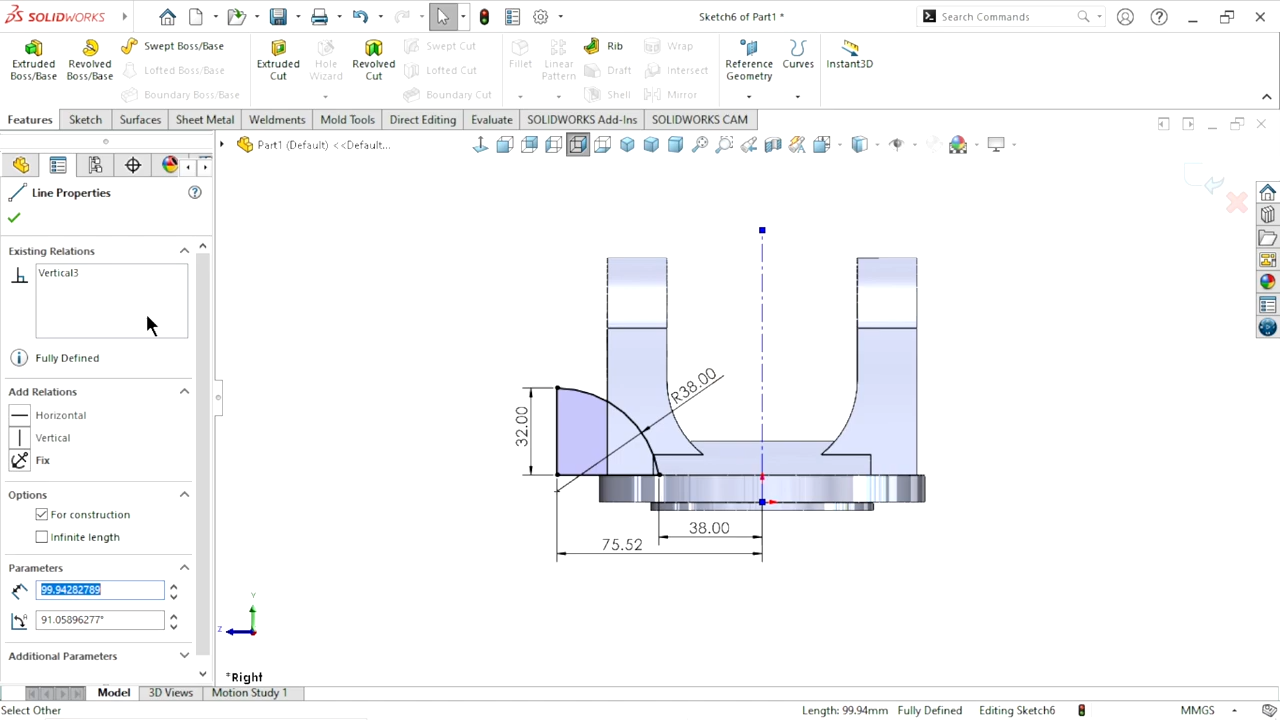 SOLIDWORKS
Sketch6 of Part1 *
Search Commands
Extruded Boss/Base
Revolved Boss/Base
Swept Boss/Base
Lofted Boss/Base
Boundary Boss/Base
Extruded Cut
Hole Wizard
Revolved Cut
Swept Cut
Lofted Cut
Boundary Cut
Fillet
Linear Pattern
Rib
Draft
Shell
Wrap
Intersect
Mirror
Reference Geometry
Curves
Instant3D
Features
Sketch
Surfaces
Sheet Metal
Weldments
Mold Tools
Direct Editing
Evaluate
SOLIDWORKS Add-Ins
SOLIDWORKS CAM
Part1 (Default) <<Default...
Line Properties
Existing Relations
Vertical3
Fully Defined
Add Relations
Horizontal
Vertical
Fix
Options
For construction
Infinite length
Parameters
99.94282789
91.05896277°
Additional Parameters
R38.00
32.00
38.00
75.52
Y
Z
*Right
Model
3D Views
Motion Study 1
Select Other
Length: 99.94mm
Fully Defined
Editing Sketch6
MMGS